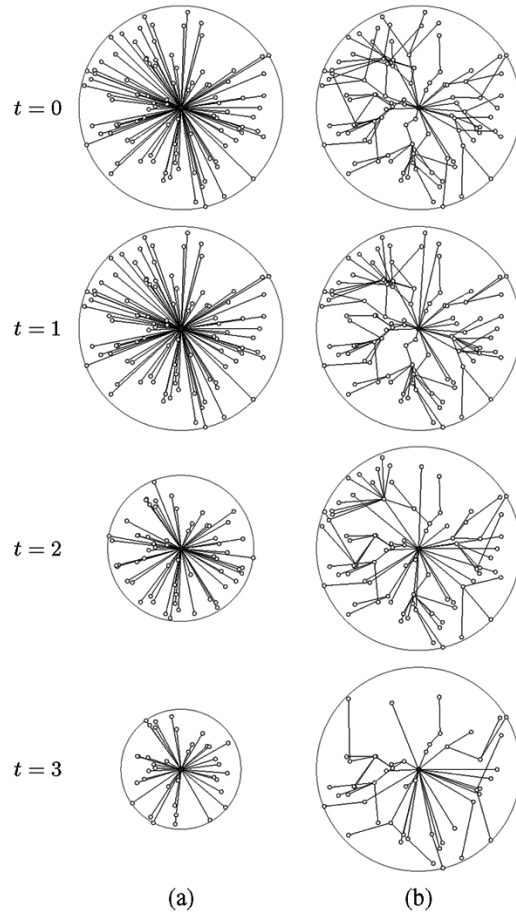 t = 0
t = 1
t = 2
t = 3
(a) (b)